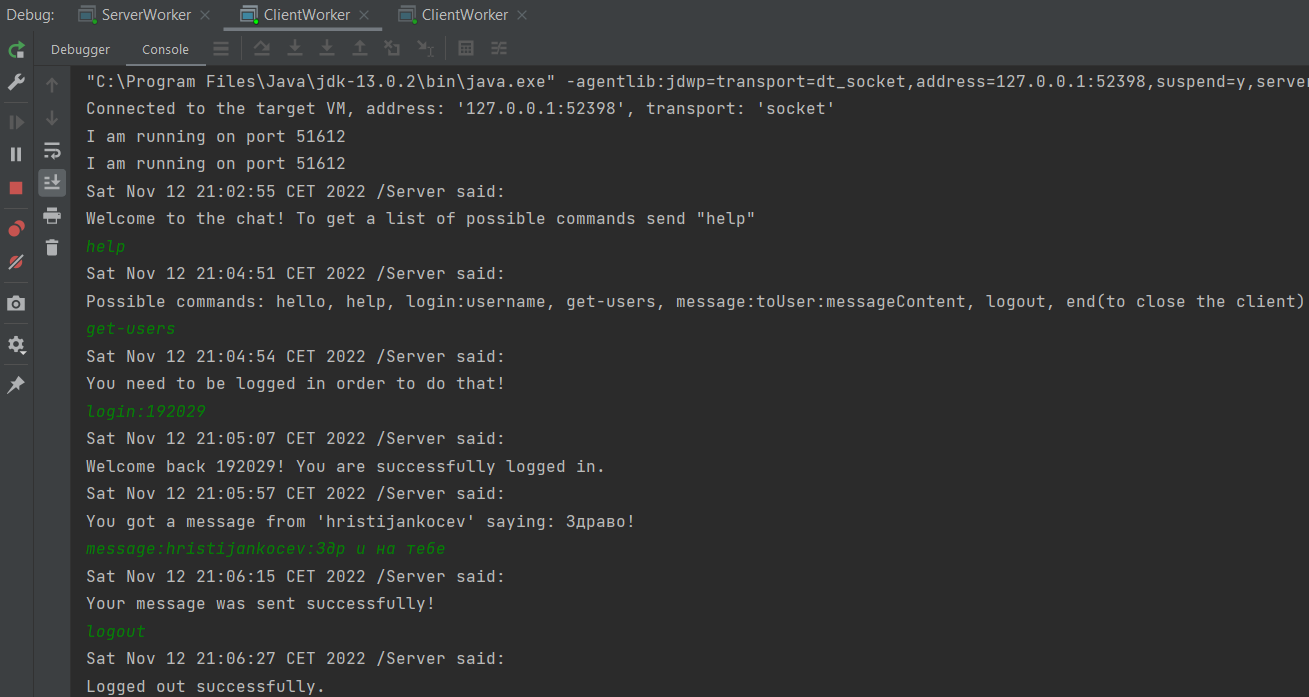 Debug: ServerWorker ClientWorker ClientWorker
Debugger Console
"C:\Program Files\Java\jdk-13.0.2\bin\java.exe" -agentlib:jdwp=transport=dt_socket,address=127.0.0.1:52398,suspend=y,server
Connected to the target VM, address: '127.0.0.1:52398', transport: 'socket'
I am running on port 51612
I am running on port 51612
Sat Nov 12 21:02:55 CET 2022 /Server said:
Welcome to the chat! To get a list of possible commands send "help"
help
Sat Nov 12 21:04:51 CET 2022 /Server said:
Possible commands: hello, help, login:username, get-users, message:toUser:messageContent, logout, end(to close the client)
get-users
Sat Nov 12 21:04:54 CET 2022 /Server said:
You need to be logged in order to do that!
login:192029
Sat Nov 12 21:05:07 CET 2022 /Server said:
Welcome back 192029! You are successfully logged in.
Sat Nov 12 21:05:57 CET 2022 /Server said:
You got a message from 'hristijankocev' saying: Здраво!
message:hristijankocev:Здр и на тебе
Sat Nov 12 21:06:15 CET 2022 /Server said:
Your message was sent successfully!
logout
Sat Nov 12 21:06:27 CET 2022 /Server said:
Logged out successfully.